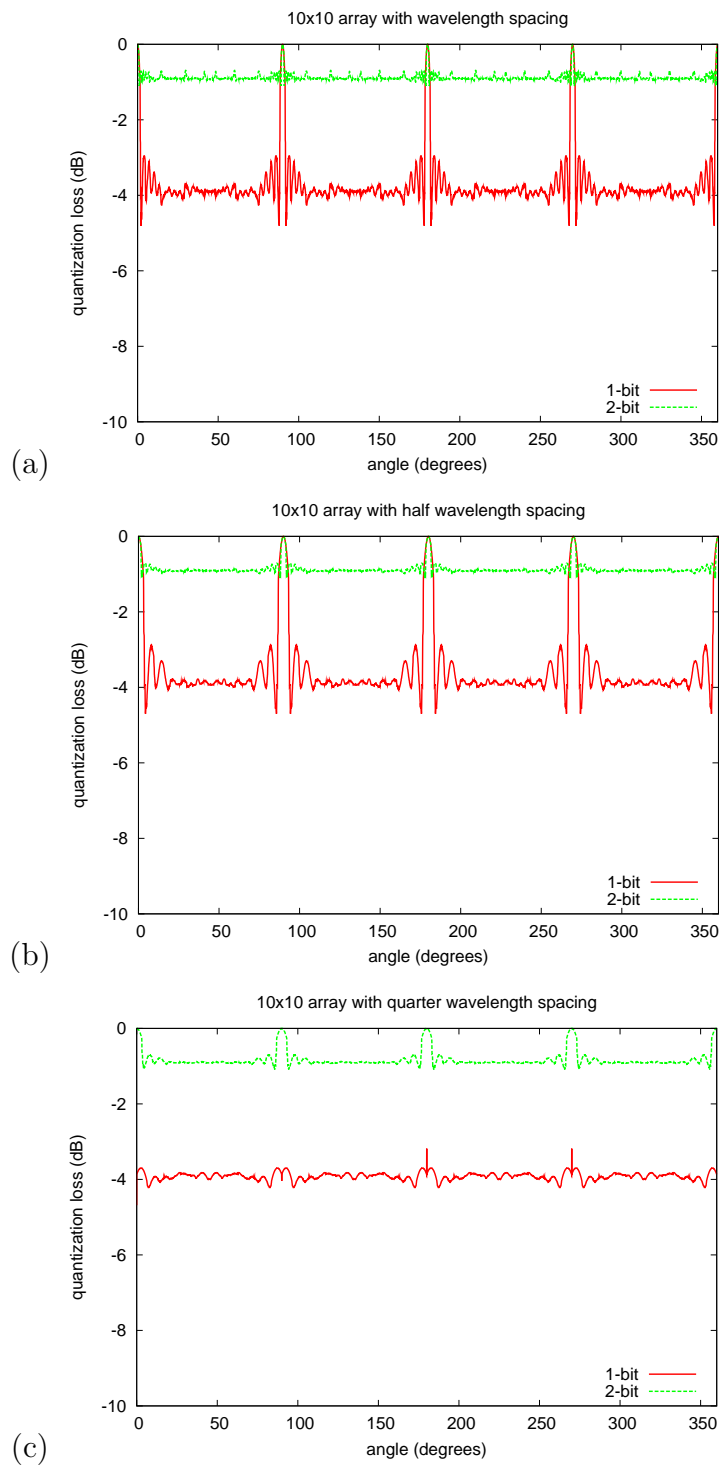 10x10 array with wavelength spacing
0
-2
-4
-6
-8
-10
quantization loss (dB)
1-bit
2-bit
0 50 100 150 200 250 300 350
angle (degrees)
(a)
10x10 array with half wavelength spacing
0
-2
-4
-6
-8
-10
quantization loss (dB)
1-bit
2-bit
0 50 100 150 200 250 300 350
angle (degrees)
(b)
10x10 array with quarter wavelength spacing
0
-2
-4
-6
-8
-10
quantization loss (dB)
1-bit
2-bit
0 50 100 150 200 250 300 350
angle (degrees)
(c)